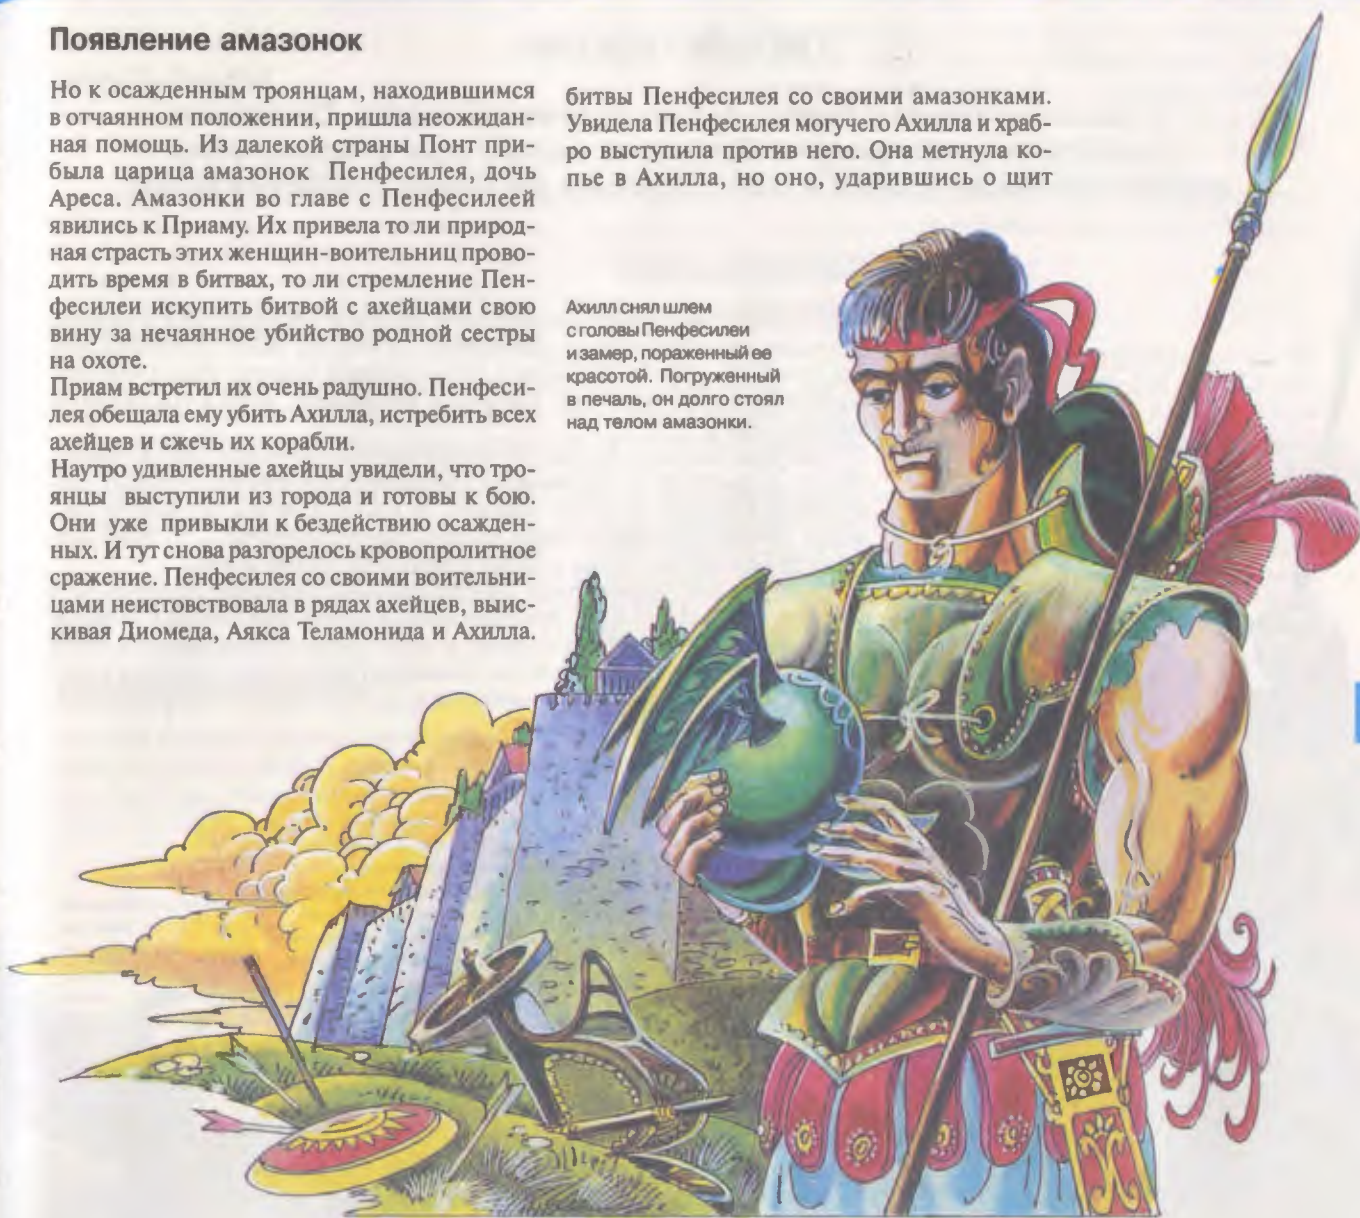 Появление амазонок
Но к осажденным троянцам, находившимся
в отчаянном положении, пришла неожидан-
ная помощь. Из далекой страны Понт при-
была царица амазонок Пенфесилея, дочь
Ареса. Амазонки во главе с Пенфесилеей
явились к Приаму. Их привела то ли природ-
ная страсть этих женщин-воительниц прово-
дить время в битвах, то ли стремление Пен-
фесилеи искупить битвой с ахейцами свою
вину за нечаянное убийство родной сестры
на охоте.
Приам встретил их очень радушно. Пенфеси-
лея обещала ему убить Ахилла, истребить всех
ахейцев и сжечь их корабли.
Наутро удивленные ахейцы увидели, что тро-
янцы выступили из города и готовы к бою.
Они уже привыкли к бездействию осажден-
ных. И тут снова разгорелось кровопролитное
сражение. Пенфесилея со своими воительни-
цами неистовствовала в рядах ахейцев, выис-
кивая Диомеда, Аякса Теламонида и Ахилла.
битвы Пенфесилея со своими амазонками.
Увидела Пенфесилея могучего Ахилла и храб-
ро выступила против него. Она метнула ко-
пье в Ахилла, но оно, ударившись о щит
Ахилл снял шлем
с головы Пенфесилеи
и замер, пораженный ее
красотой. Погруженный
в печаль, он долго стоял
над телом амазонки.